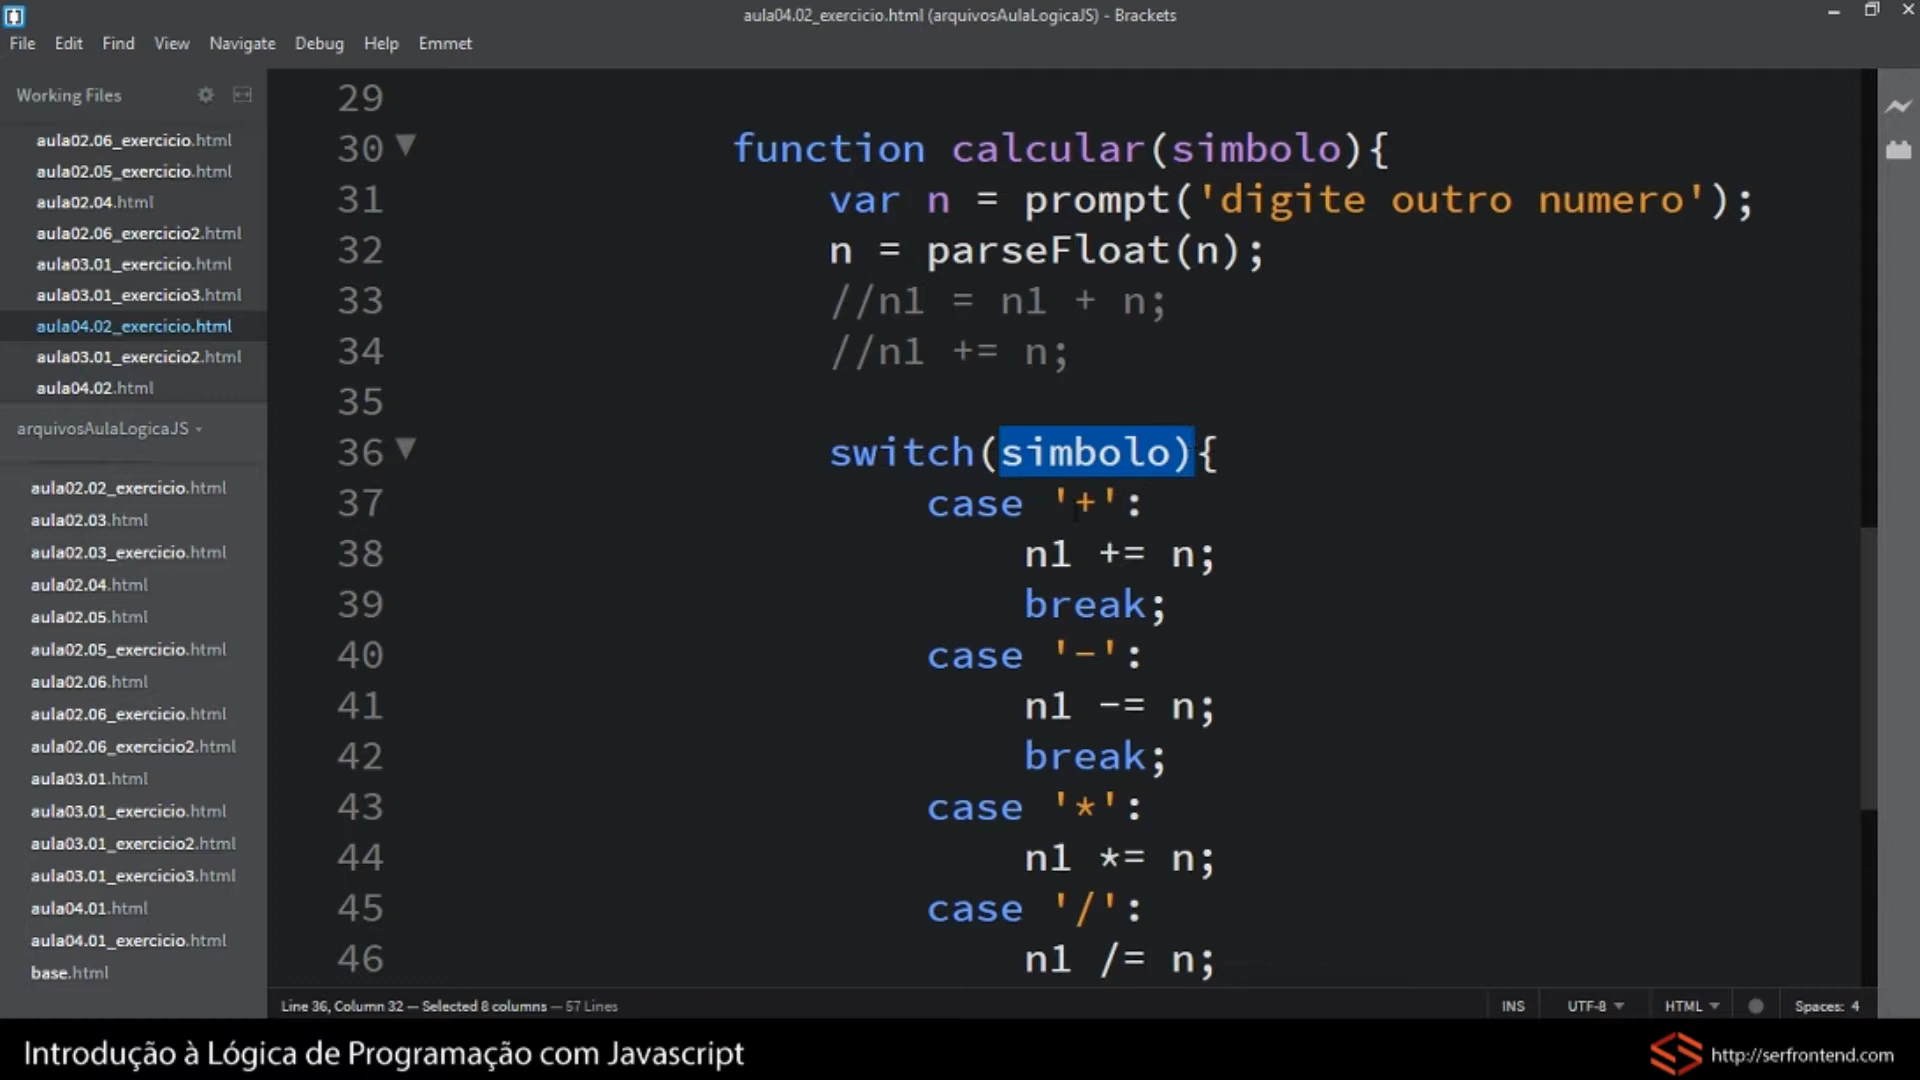 aula04.02_exercicio.html (arquivosAulaLogicaJS) - Brackets
File Edit Find View Navigate Debug Help Emmet
Working Files
aula02.06_exercicio.html
aula02.05_exercicio.html
aula02.04.html
aula02.06_exercicio2.html
aula03.01_exercicio.html
aula03.01_exercicio3.html
aula04.02_exercicio.html
aula03.01_exercicio2.html
aula04.02.html
arquivosAulaLogicaJS
aula02.02_exercicio.html
aula02.03.html
aula02.03_exercicio.html
aula02.04.html
aula02.05.html
aula02.05_exercicio.html
aula02.06.html
aula02.06_exercicio.html
aula02.06_exercicio2.html
aula03.01.html
aula03.01_exercicio.html
aula03.01_exercicio2.html
aula03.01_exercicio3.html
aula04.01.html
aula04.01_exercicio.html
base.html
29
30 function calcular(simbolo){
31 var n = prompt('digite outro numero');
32 n = parseFloat(n);
33 //n1 = n1 + n;
34 //n1 += n;
35
36 switch(simbolo){
37 case '+':
38 n1 += n;
39 break;
40 case '-':
41 n1 -= n;
42 break;
43 case '*':
44 n1 *= n;
45 case '/':
46 n1 /= n;
Line 36, Column 32 — Selected 8 columns — 57 Lines
INS UTF-8 HTML Spaces: 4
Introdução à Lógica de Programação com Javascript
http://serfrontend.com